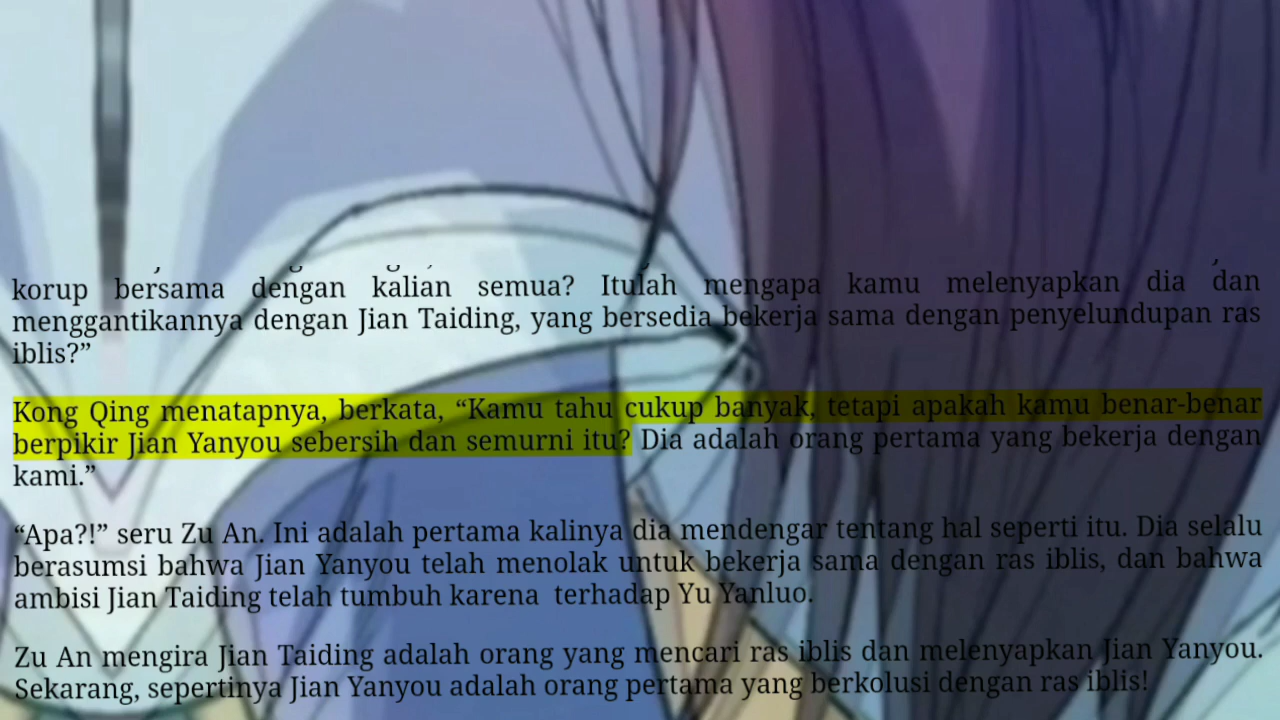 korup bersama dengan kalian semua? Itulah mengapa kamu melenyapkan dia dan
menggantikannya dengan Jian Taiding, yang bersedia bekerja sama dengan penyelundupan ras
iblis?”
Kong Qing menatapnya, berkata, “Kamu tahu cukup banyak, tetapi apakah kamu benar-benar
berpikir Jian Yanyou sebersih dan semurni itu? Dia adalah orang pertama yang bekerja dengan
kami.”
“Apa?!” seru Zu An. Ini adalah pertama kalinya dia mendengar tentang hal seperti itu. Dia selalu
berasumsi bahwa Jian Yanyou telah menolak untuk bekerja sama dengan ras iblis, dan bahwa
ambisi Jian Taiding telah tumbuh karena  terhadap Yu Yanluo.
Zu An mengira Jian Taiding adalah orang yang mencari ras iblis dan melenyapkan Jian Yanyou.
Sekarang, sepertinya Jian Yanyou adalah orang pertama yang berkolusi dengan ras iblis!